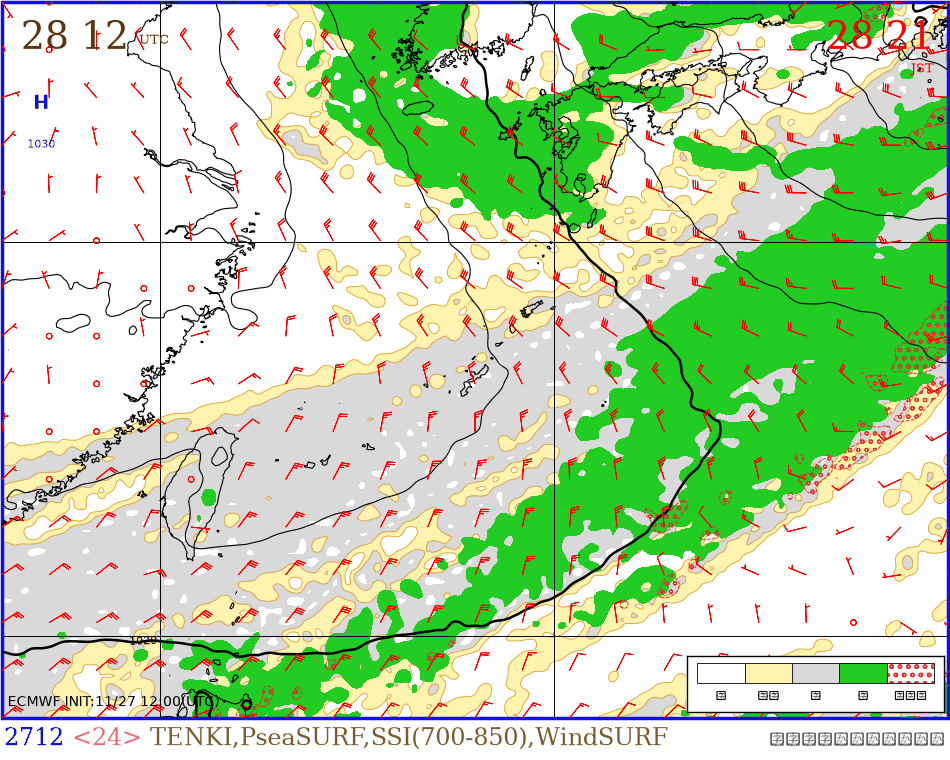 28 12 UTC
28 21
JST
H
1030
1020
ECMWF INIT:11/27 12:00(UTC)
2712 <24> TENKI,PseaSURF,SSI(700-850),WindSURF